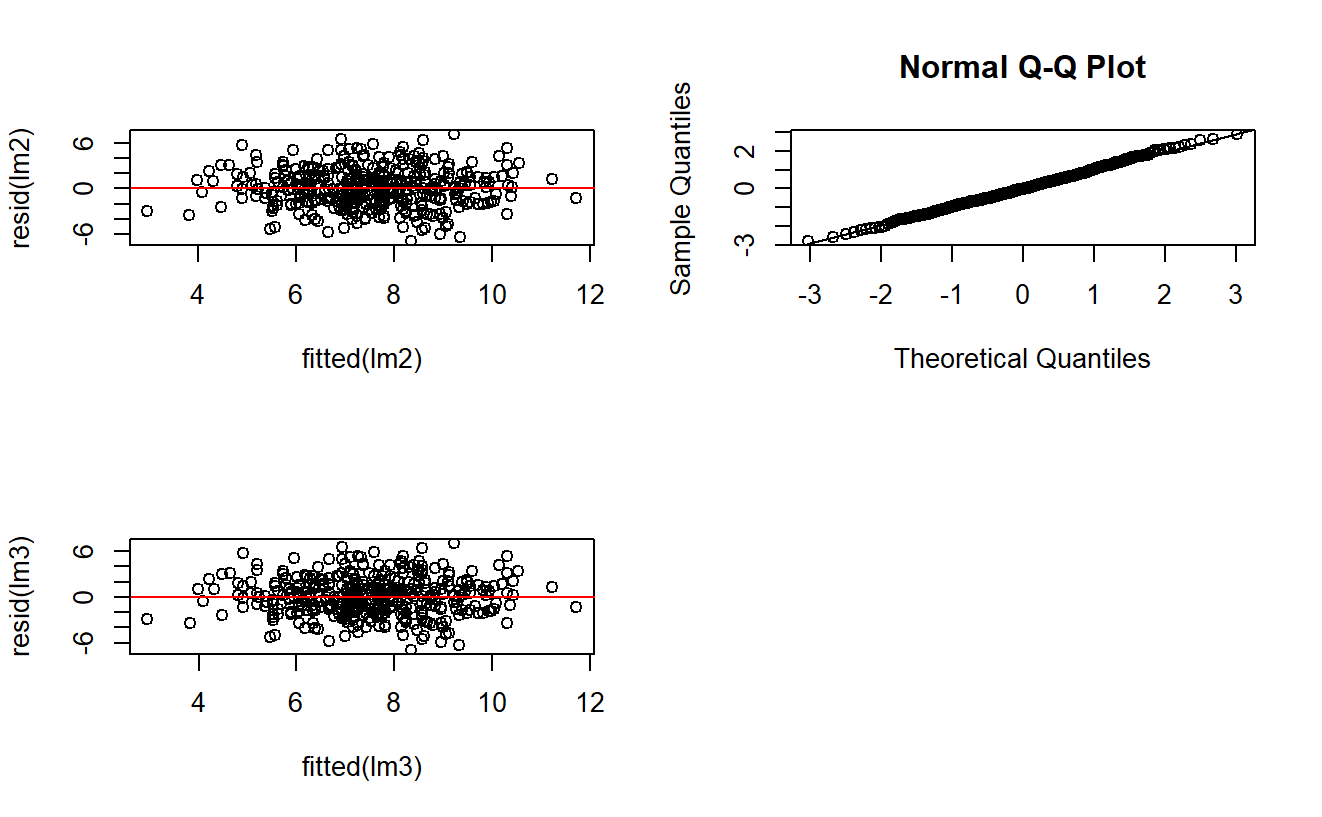 resid(lm2)
6
0
-6
4 6 8 10 12
fitted(lm2)
Normal Q-Q Plot
Sample Quantiles
2
0
-3
-3 -2 -1 0 1 2 3
Theoretical Quantiles
resid(lm3)
6
0
-6
4 6 8 10 12
fitted(lm3)